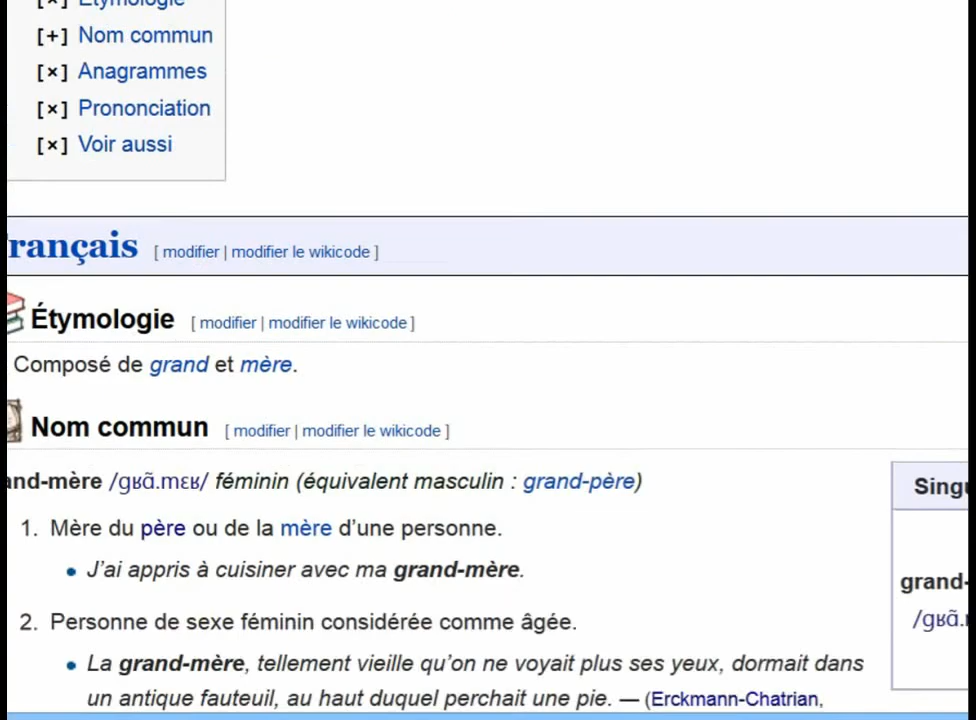 Étymologie
[+] Nom commun
[×] Anagrammes
[×] Prononciation
[×] Voir aussi
rançais [ modifier | modifier le wikicode ]
Étymologie [ modifier | modifier le wikicode ]
Composé de grand et mère.
Nom commun [ modifier | modifier le wikicode ]
and-mère /ɡʁɑ̃.mɛʁ/ féminin (équivalent masculin : grand-père)
Singu
1. Mère du père ou de la mère d’une personne.
• J’ai appris à cuisiner avec ma grand-mère.
grand-
/ɡʁɑ̃.
2. Personne de sexe féminin considérée comme âgée.
• La grand-mère, tellement vieille qu’on ne voyait plus ses yeux, dormait dans
un antique fauteuil, au haut duquel perchait une pie. — (Erckmann-Chatrian,